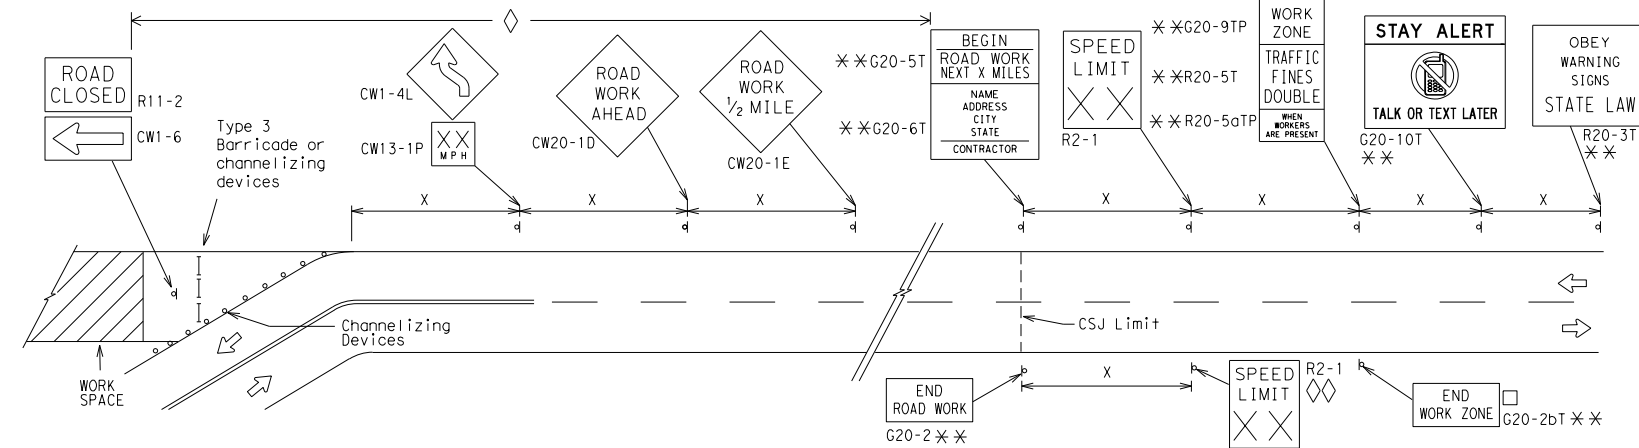 ROAD
CLOSED
R11-2
CW1-6
Type 3
Barricade or
channelizing
devices
CW1-4L
CW13-1P
XX
MPH
ROAD
WORK
AHEAD
CW20-1D
ROAD
WORK
1/2 MILE
CW20-1E
**G20-5T
**G20-6T
BEGIN
ROAD WORK
NEXT X MILES
NAME
ADDRESS
CITY
STATE
CONTRACTOR
SPEED
LIMIT
XX
R2-1
**G20-9TP
**R20-5T
**R20-5aTP
WORK
ZONE
TRAFFIC
FINES
DOUBLE
WHEN
WORKERS
ARE PRESENT
STAY ALERT
TALK OR TEXT LATER
G20-10T
**
OBEY
WARNING
SIGNS
STATE LAW
R20-3T
**
X
X
X
X
X
X
X
Channelizing
Devices
CSJ Limit
WORK
SPACE
END
ROAD WORK
G20-2**
X
SPEED
LIMIT
XX
R2-1
END
WORK ZONE
G20-2bT**